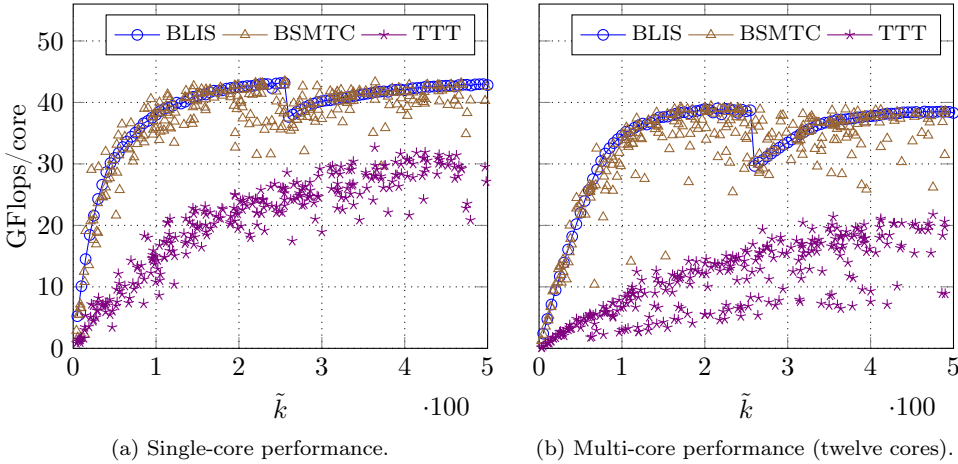 BLIS BSMTC TTT
50
40
30
20
10
0
GFlops/core
0 1 2 3 4 5
k̃ ·100
(a) Single-core performance.
BLIS BSMTC TTT
0 1 2 3 4 5
k̃ ·100
(b) Multi-core performance (twelve cores).